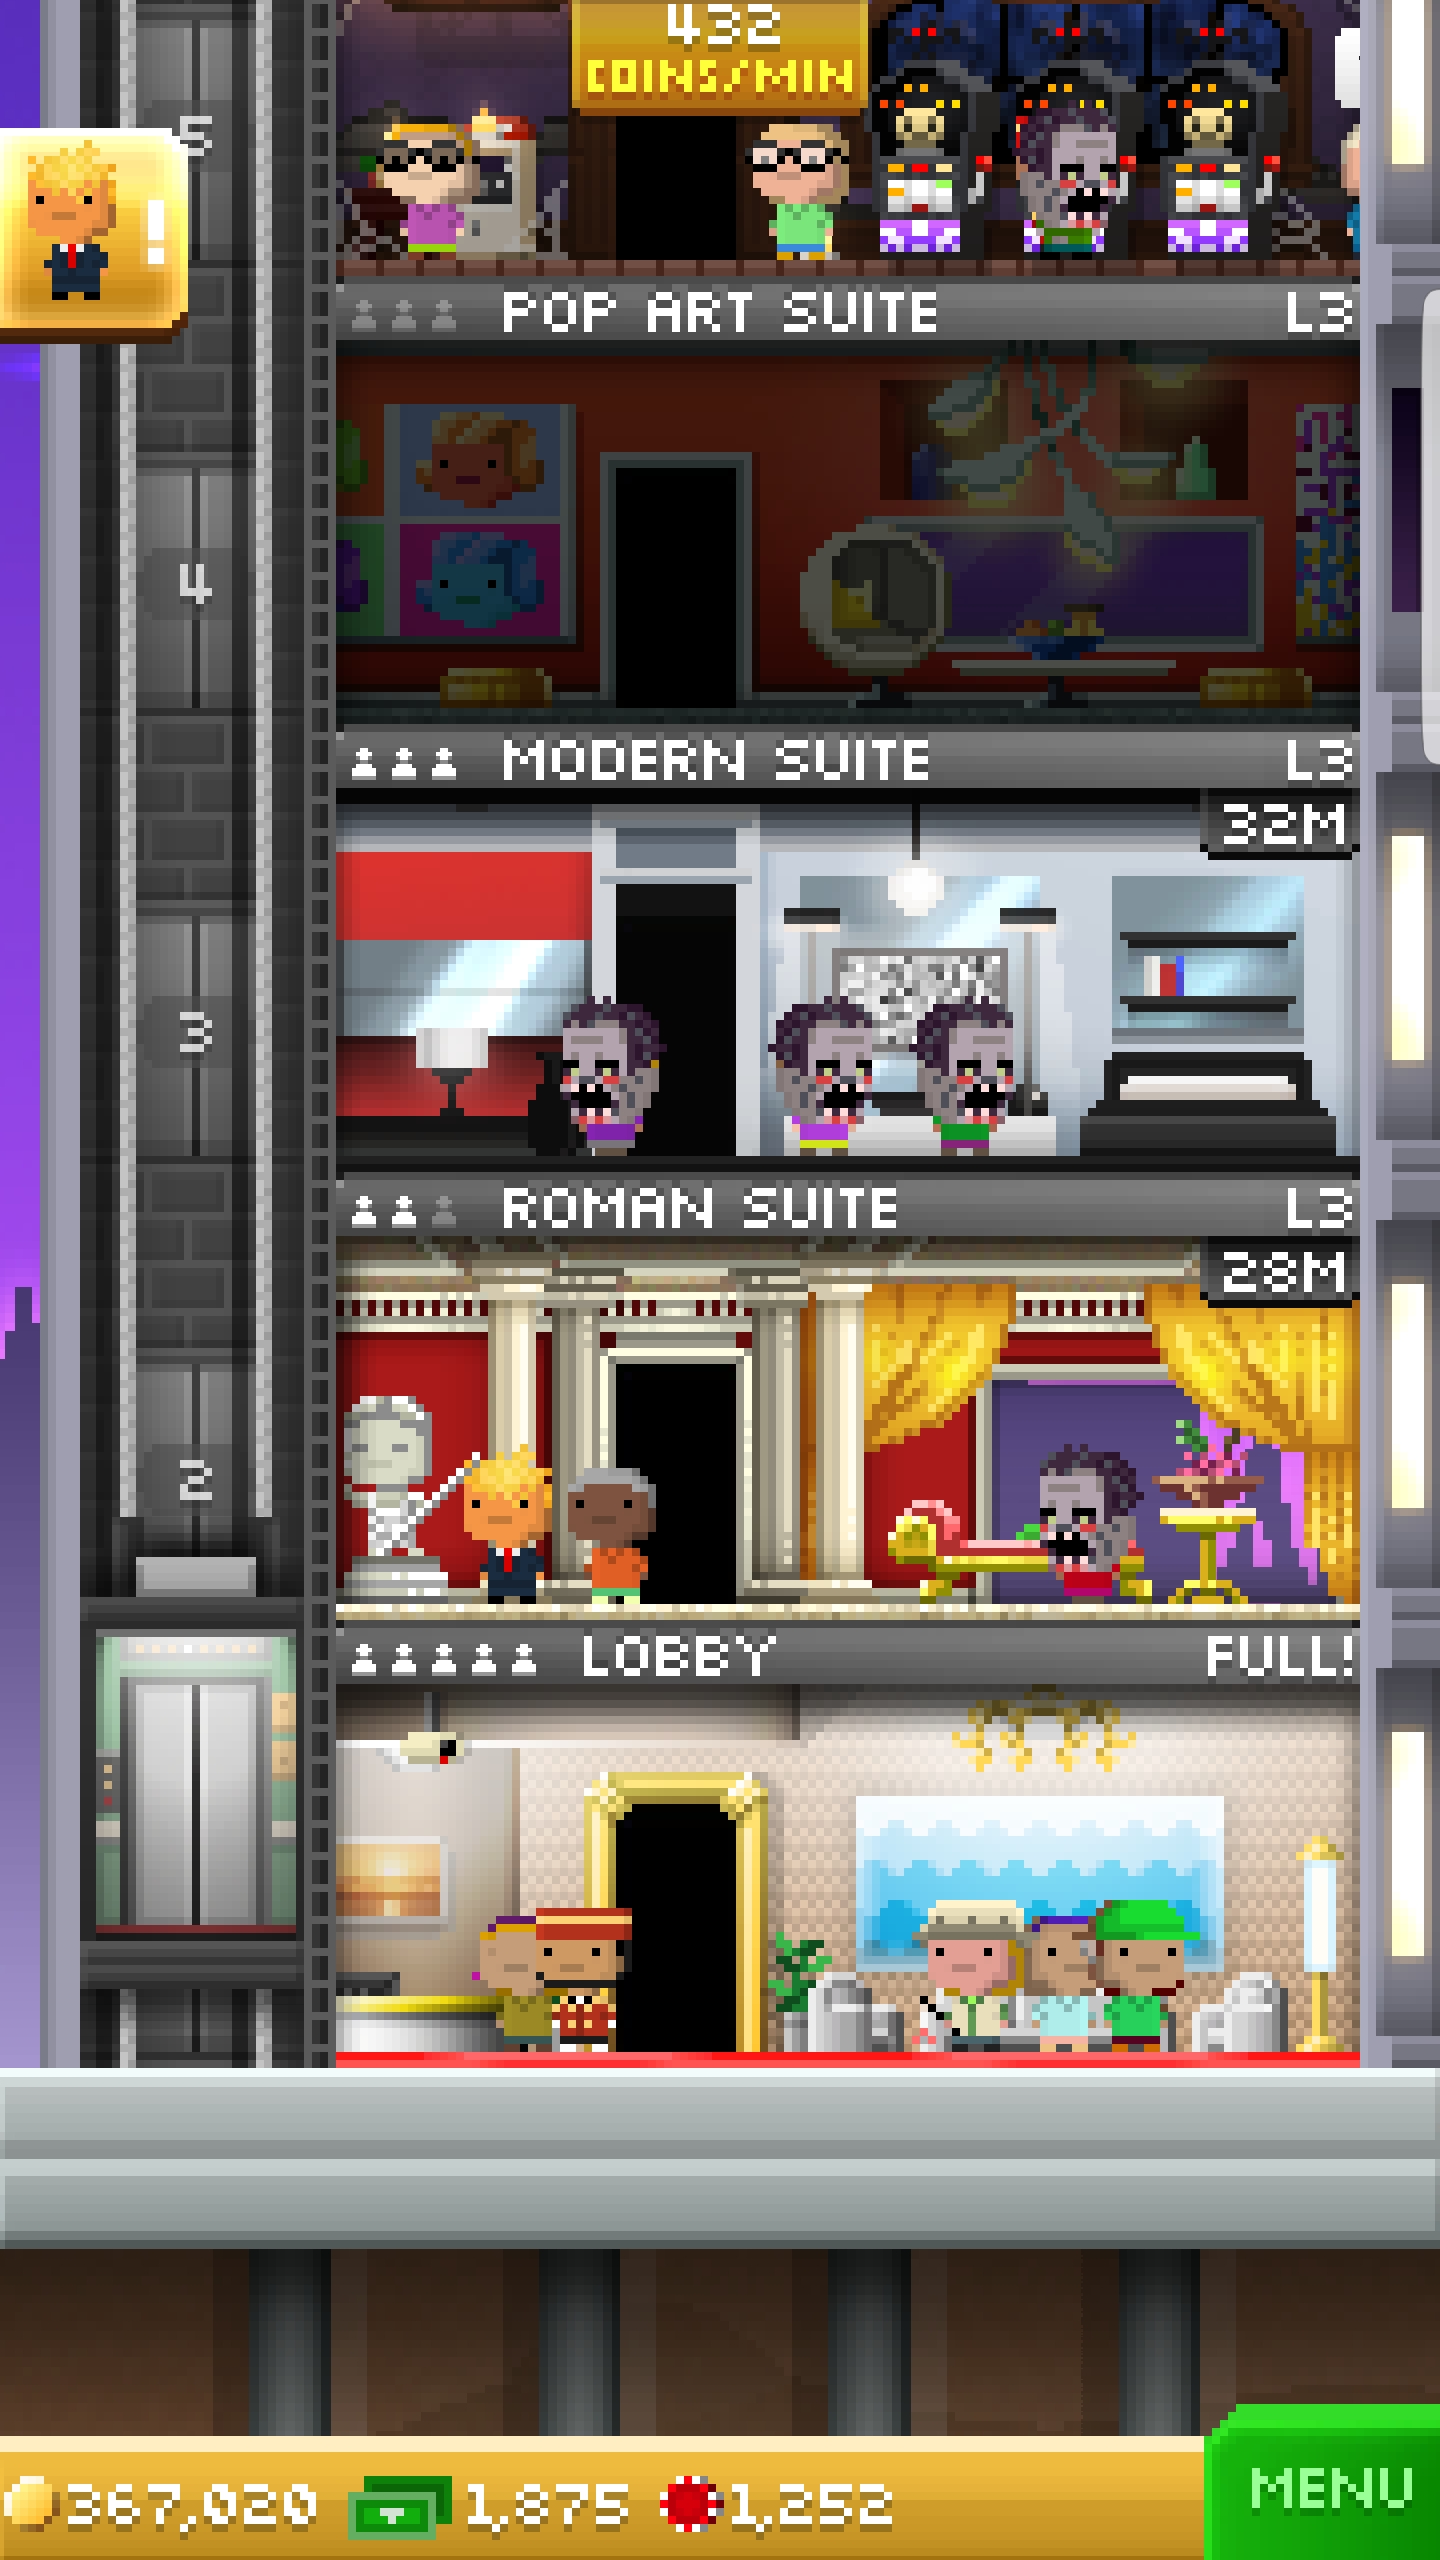 432
COINS/MIN
5
!
POP ART SUITE L3
4
MODERN SUITE L3
32M
3
ROMAN SUITE L3
28M
2
LOBBY FULL!
367,020 1,875 1,252
MENU